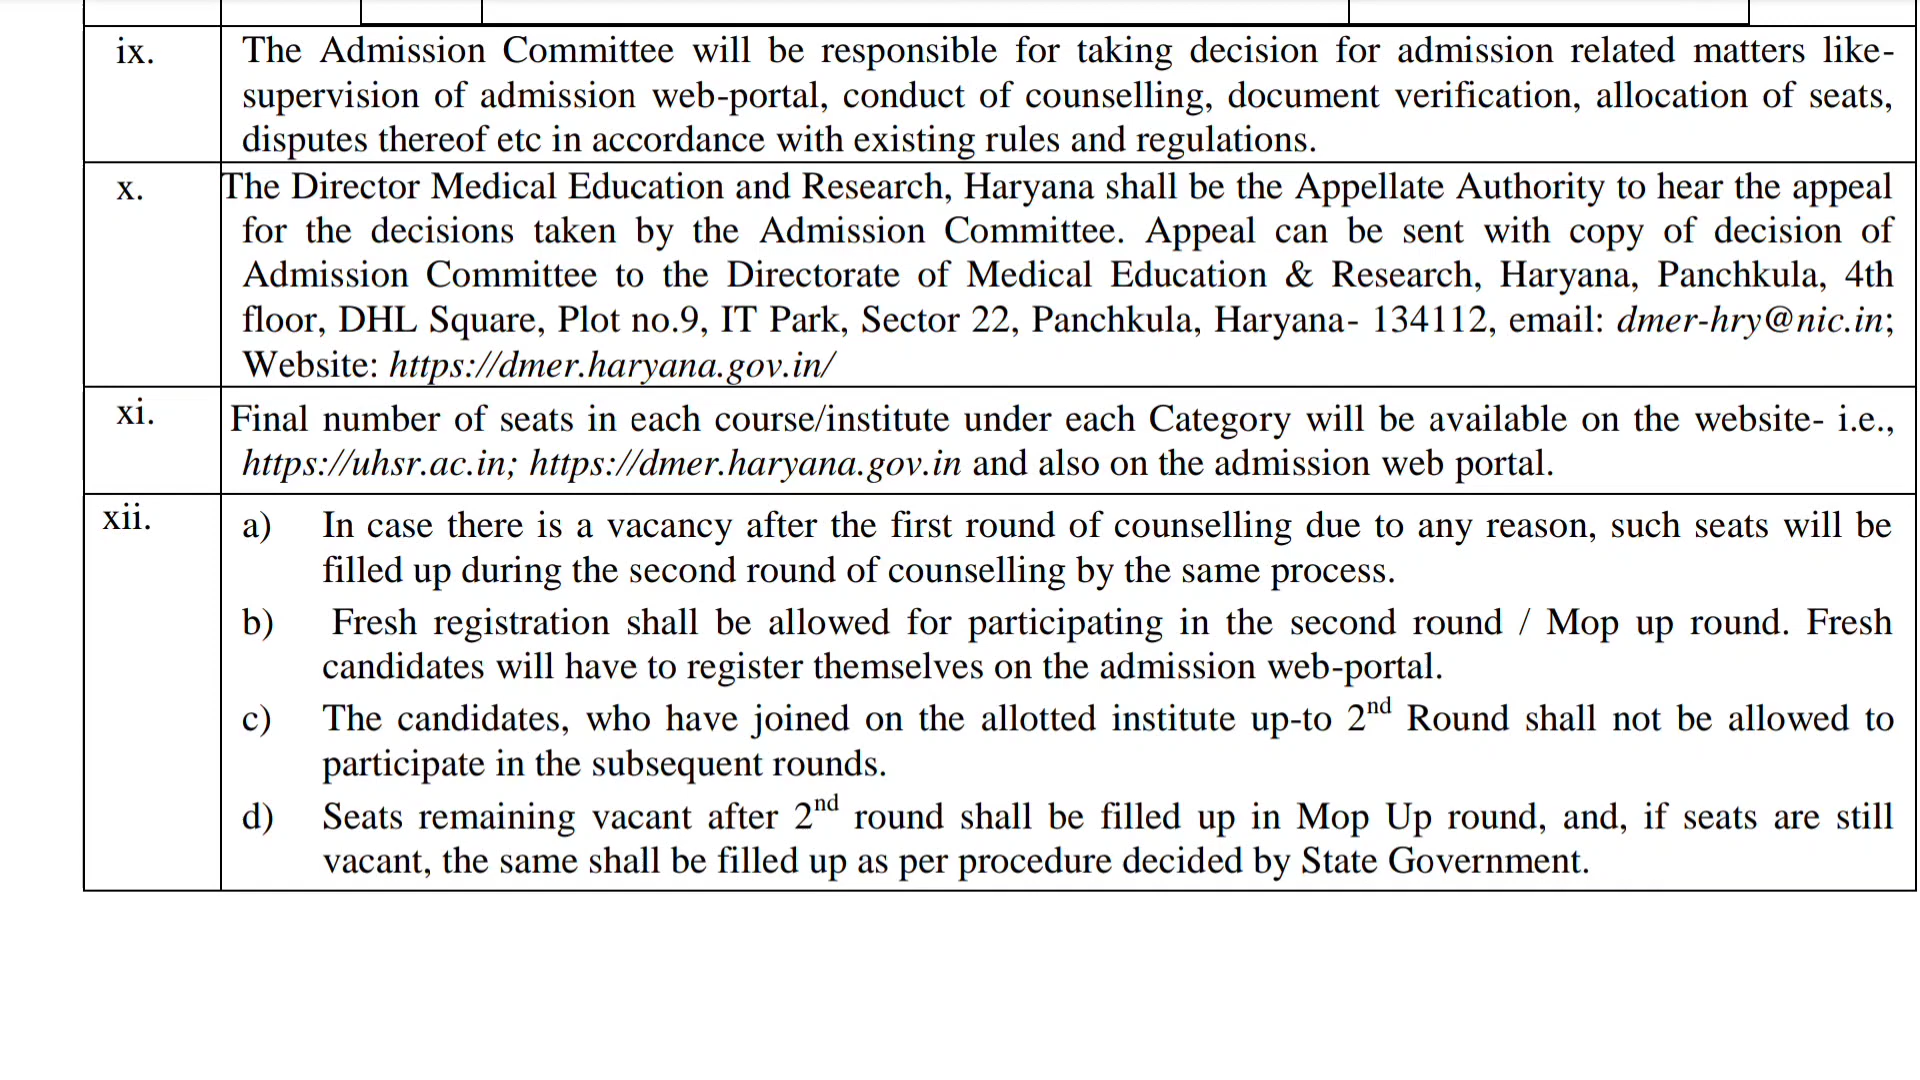 ix.
The Admission Committee will be responsible for taking decision for admission related matters like-
supervision of admission web-portal, conduct of counselling, document verification, allocation of seats,
disputes thereof etc in accordance with existing rules and regulations.
x.
The Director Medical Education and Research, Haryana shall be the Appellate Authority to hear the appeal
for the decisions taken by the Admission Committee. Appeal can be sent with copy of decision of
Admission Committee to the Directorate of Medical Education & Research, Haryana, Panchkula, 4th
floor, DHL Square, Plot no.9, IT Park, Sector 22, Panchkula, Haryana- 134112, email: dmer-hry@nic.in;
Website: https://dmer.haryana.gov.in/
xi.
Final number of seats in each course/institute under each Category will be available on the website- i.e.,
https://uhsr.ac.in; https://dmer.haryana.gov.in and also on the admission web portal.
xii.
a) In case there is a vacancy after the first round of counselling due to any reason, such seats will be
filled up during the second round of counselling by the same process.
b) Fresh registration shall be allowed for participating in the second round / Mop up round. Fresh
candidates will have to register themselves on the admission web-portal.
c) The candidates, who have joined on the allotted institute up-to 2nd Round shall not be allowed to
participate in the subsequent rounds.
d) Seats remaining vacant after 2nd round shall be filled up in Mop Up round, and, if seats are still
vacant, the same shall be filled up as per procedure decided by State Government.